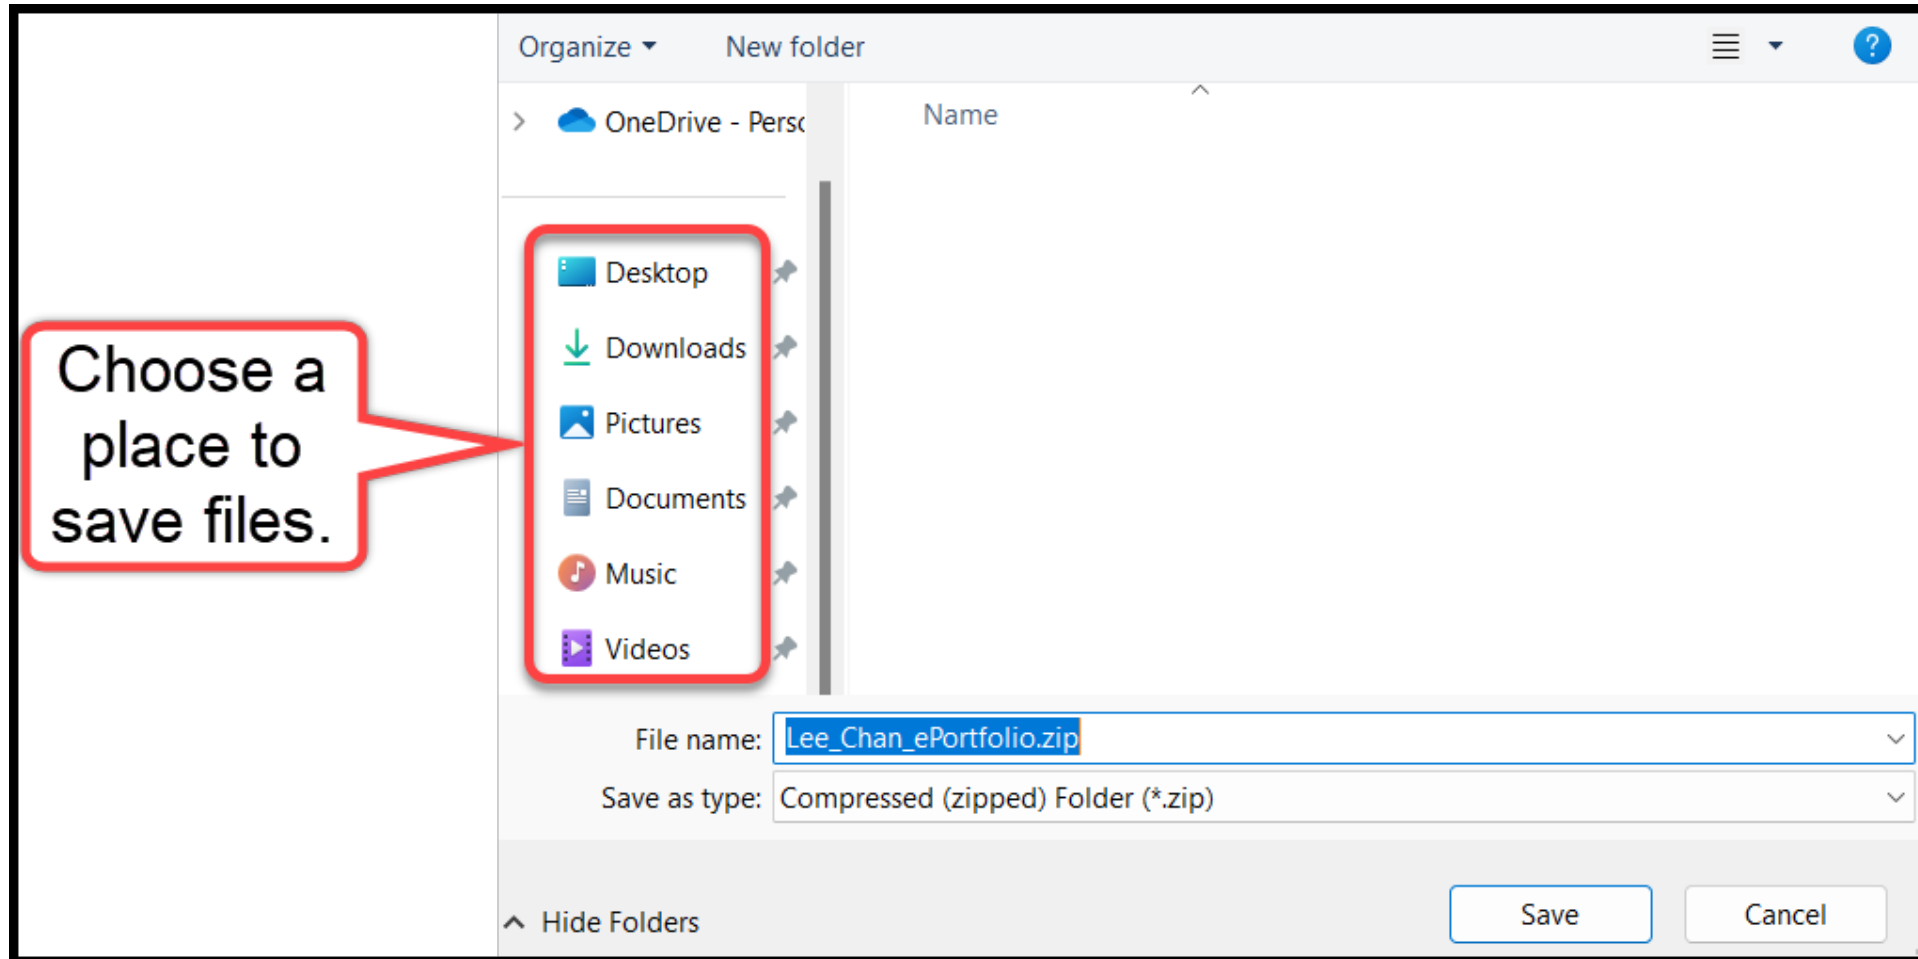 Organize New folder
?
OneDrive - Perso
Name
Desktop
Downloads
Pictures
Documents
Music
Videos
Choose a
place to
save files.
File name: Lee_Chan_ePortfolio.zip
Save as type: Compressed (zipped) Folder (*.zip)
Hide Folders
Save Cancel